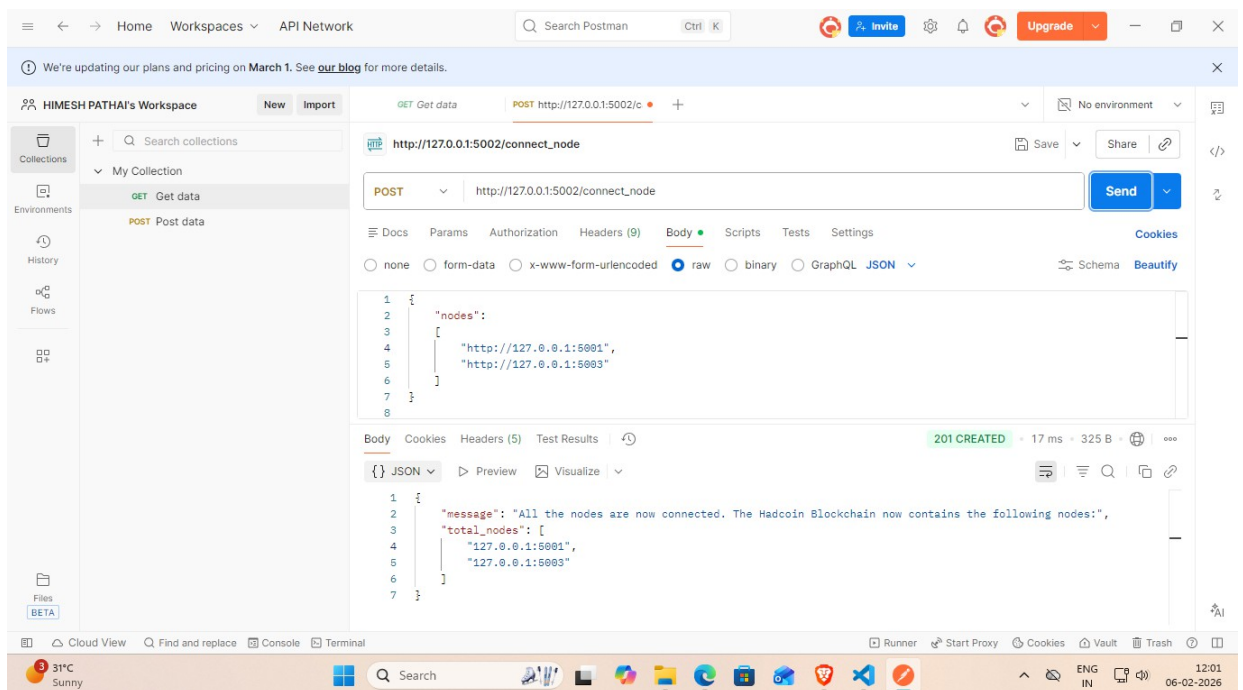 Home Workspaces API Network Search Postman Ctrl K Invite Upgrade
We're updating our plans and pricing on March 1. See our blog for more details.
HIMESH PATHAI's Workspace New Import GET Get data POST http://127.0.0.1:5002/c No environment
Collections Search collections
HTTP http://127.0.0.1:5002/connect_node Save Share
My Collection
GET Get data
POST Post data
Environments
History
Flows
POST http://127.0.0.1:5002/connect_node Send
Docs Params Authorization Headers (9) Body Scripts Tests Settings Cookies
none form-data x-www-form-urlencoded raw binary GraphQL JSON Schema Beautify
1 {
2 "nodes":
3 [
4 "http://127.0.0.1:5001",
5 "http://127.0.0.1:5003"
6 ]
7 }
8
Body Cookies Headers (5) Test Results 201 CREATED 17 ms 325 B
{} JSON Preview Visualize
1 {
2 "message": "All the nodes are now connected. The Hadcoin Blockchain now contains the following nodes:",
3 "total_nodes": [
4 "127.0.0.1:5001",
5 "127.0.0.1:5003"
6 ]
7 }
Files
BETA
AI
Cloud View Find and replace Console Terminal Runner Start Proxy Cookies Vault Trash
3 31°C
Sunny
Search
ENG
IN
12:01
06-02-2026